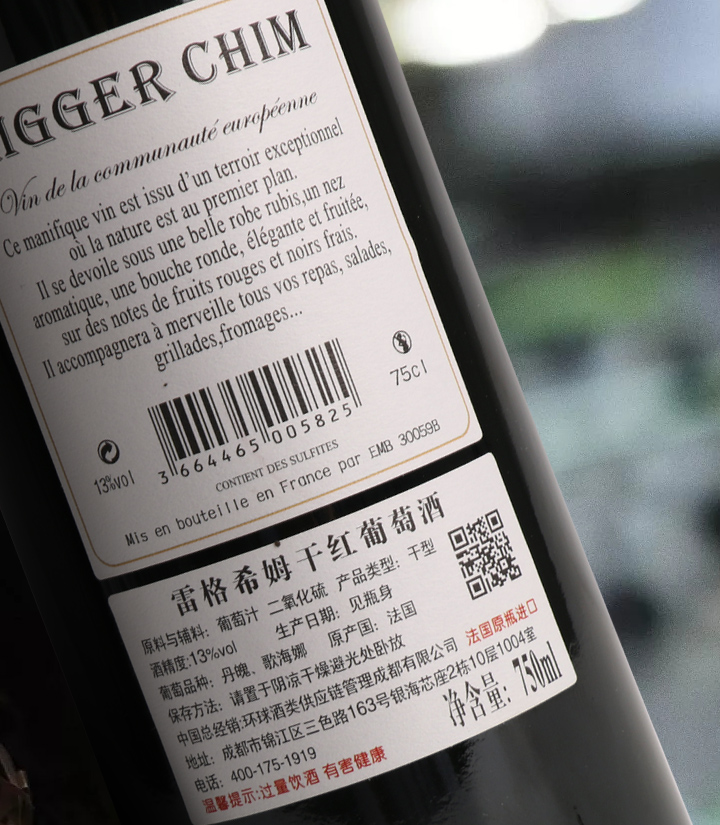 IGGER CHIM
Vin de la communauté européenne
Ce manifique vin est issu d'un terroir exceptionnel
où la nature est au premier plan.
Il se devoile sous une belle robe rubis,un nez
aromatique, une bouche ronde, élégante et fruitée,
sur des notes de fruits rouges et noirs frais.
Il accompagnera à merveille tous vos repas, salades,
grillades,fromages...
13%vol
3 664465 005825
75cl
CONTIENT DES SULFITES
Mis en bouteille en France par EMB 30059B
雷格希姆干红葡萄酒
原料与辅料: 葡萄汁 二氧化硫 产品类型: 干型
酒精度:13%vol 生产日期: 见瓶身
葡萄品种: 丹魄、歌海娜 原产国: 法国
保存方法: 请置于阴凉干燥避光处卧放 法国原瓶进口
中国总经销:环球酒类供应链管理成都有限公司
地址: 成都市锦江区三色路163号银海芯座2栋10层1004室
电话: 400-175-1919 净含量: 750ml
温馨提示:过量饮酒 有害健康